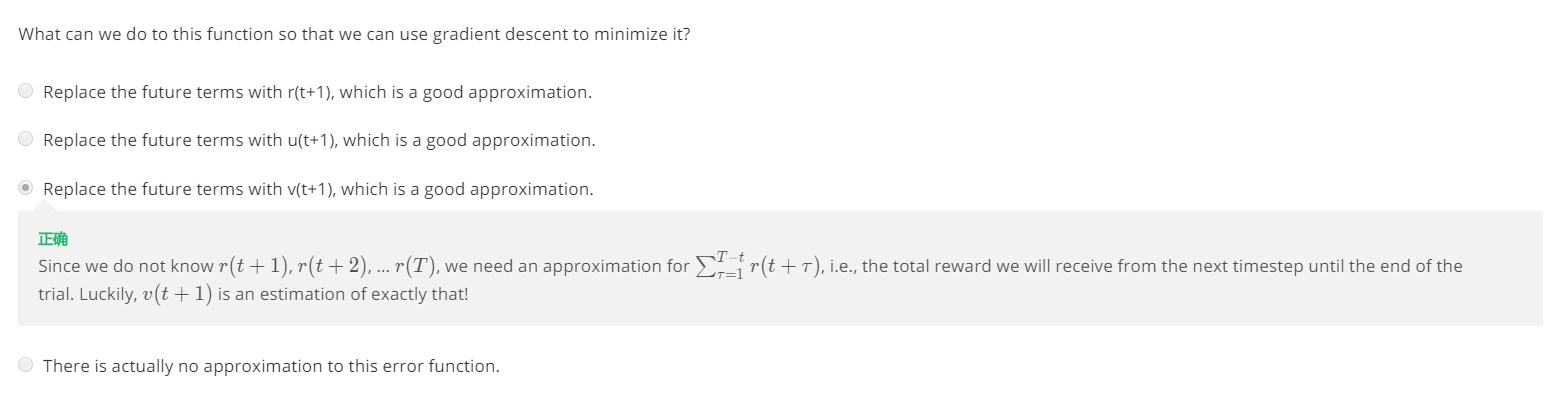 What can we do to this function so that we can use gradient descent to minimize it?
Replace the future terms with r(t+1), which is a good approximation.
Replace the future terms with u(t+1), which is a good approximation.
Replace the future terms with v(t+1), which is a good approximation.
正确
Since we do not know r(t + 1), r(t + 2), ... r(T), we need an approximation for ∑_{τ=1}^{T−t} r(t + τ), i.e., the total reward we will receive from the next timestep until the end of the
trial. Luckily, v(t + 1) is an estimation of exactly that!
There is actually no approximation to this error function.